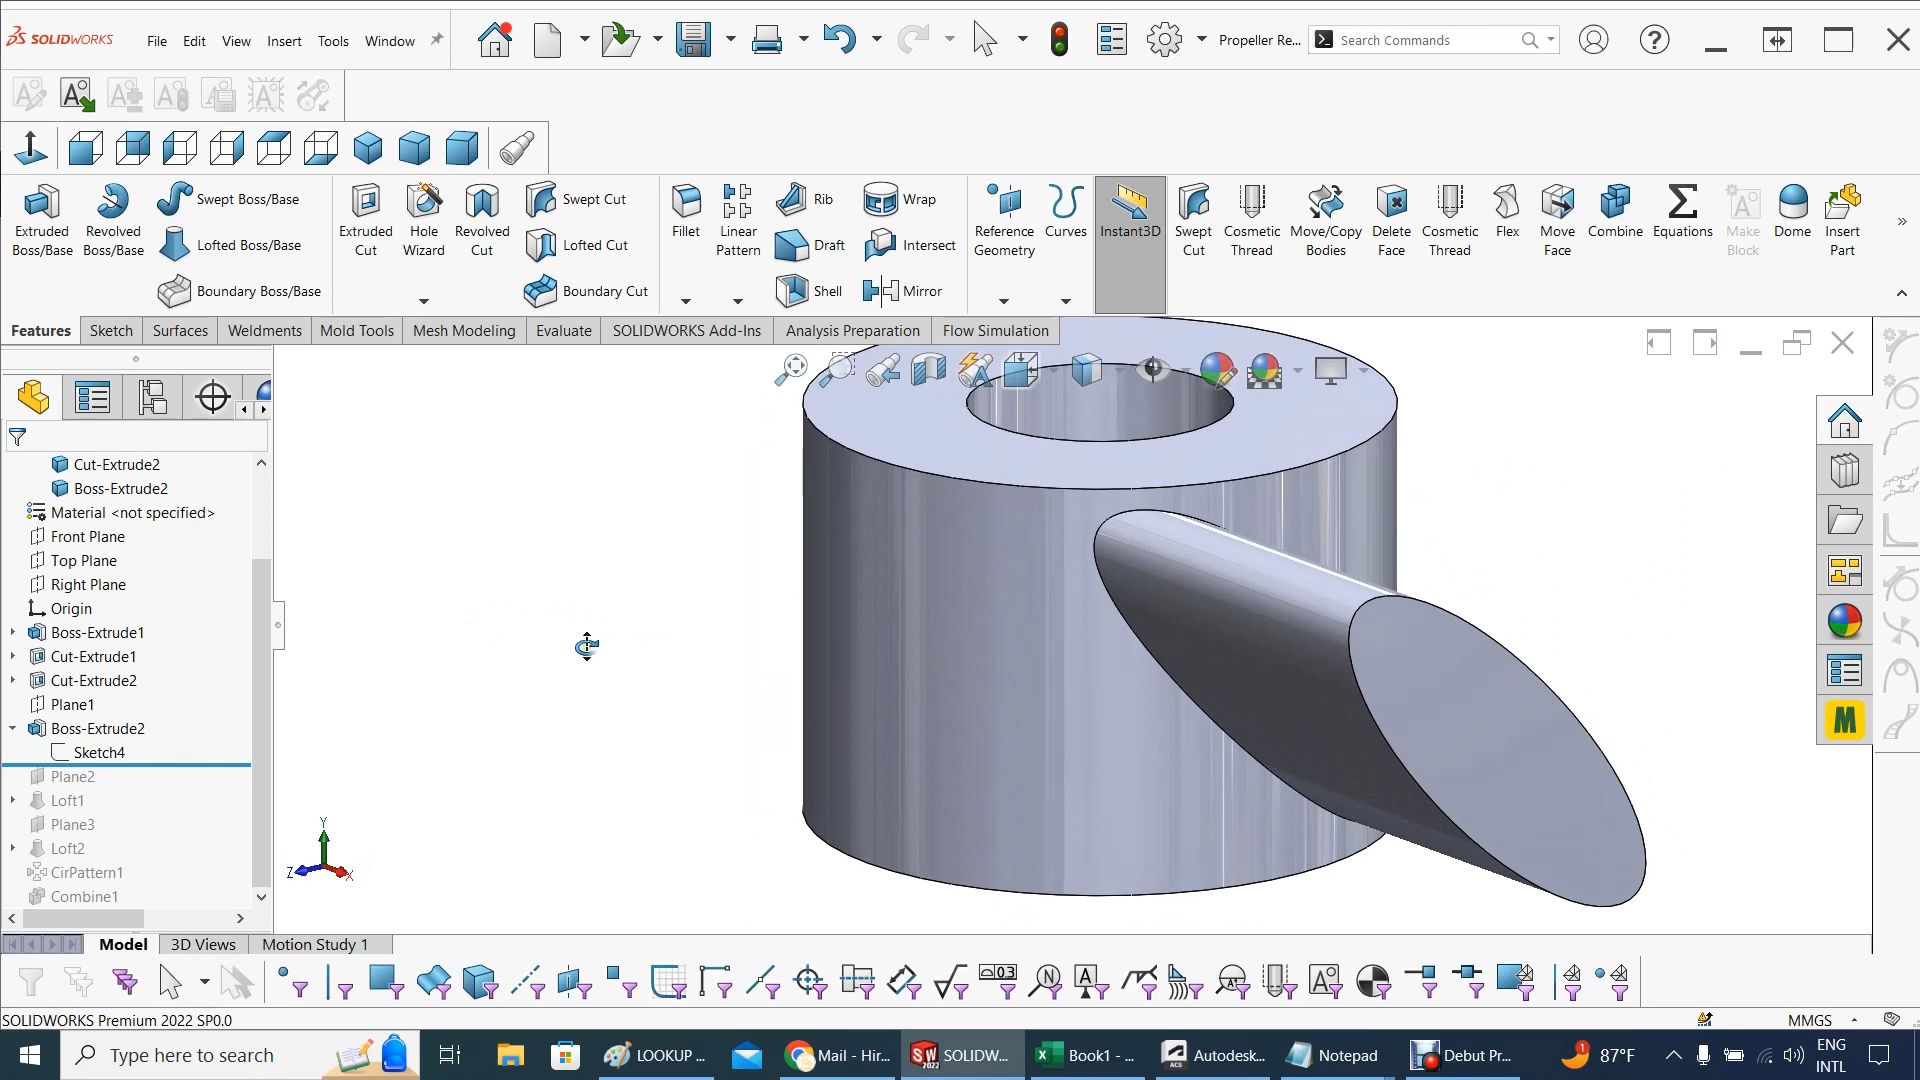 SOLIDWORKS
File Edit View Insert Tools Window
Propeller Re...
Search Commands
Extruded Boss/Base
Revolved Boss/Base
Swept Boss/Base
Lofted Boss/Base
Boundary Boss/Base
Extruded Cut
Hole Wizard
Revolved Cut
Swept Cut
Lofted Cut
Boundary Cut
Fillet
Linear Pattern
Rib
Draft
Shell
Wrap
Intersect
Mirror
Reference Geometry
Curves
Instant3D
Swept Cut
Cosmetic Thread
Move/Copy Bodies
Delete Face
Cosmetic Thread
Flex
Move Face
Combine
Equations
Make Block
Dome
Insert Part
Features Sketch Surfaces Weldments Mold Tools Mesh Modeling Evaluate SOLIDWORKS Add-Ins Analysis Preparation Flow Simulation
Cut-Extrude2
Boss-Extrude2
Material <not specified>
Front Plane
Top Plane
Right Plane
Origin
Boss-Extrude1
Cut-Extrude1
Cut-Extrude2
Plane1
Boss-Extrude2
Sketch4
Plane2
Loft1
Plane3
Loft2
CirPattern1
Combine1
Y
Z
X
M
Model 3D Views Motion Study 1
SOLIDWORKS Premium 2022 SP0.0
MMGS
Type here to search
LOOKUP ...
Mail - Hir...
SOLIDW...
Book1 - ...
Autodesk...
Notepad
Debut Pr...
87°F
ENG
INTL